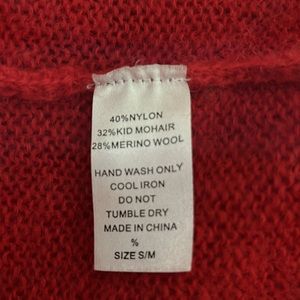 40%NYLON
32%KID MOHAIR
28%MERINO WOOL
HAND WASH ONLY
COOL IRON
DO NOT
TUMBLE DRY
MADE IN CHINA
%
SIZE S/M